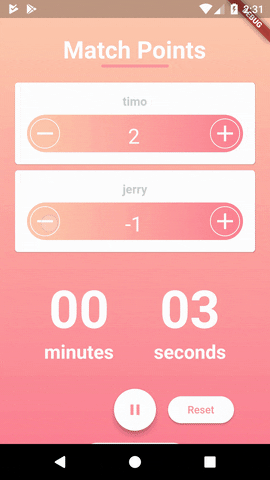 2:31
DEBUG
Match Points
timo
2
jerry
-1
00 03
minutes seconds
Reset